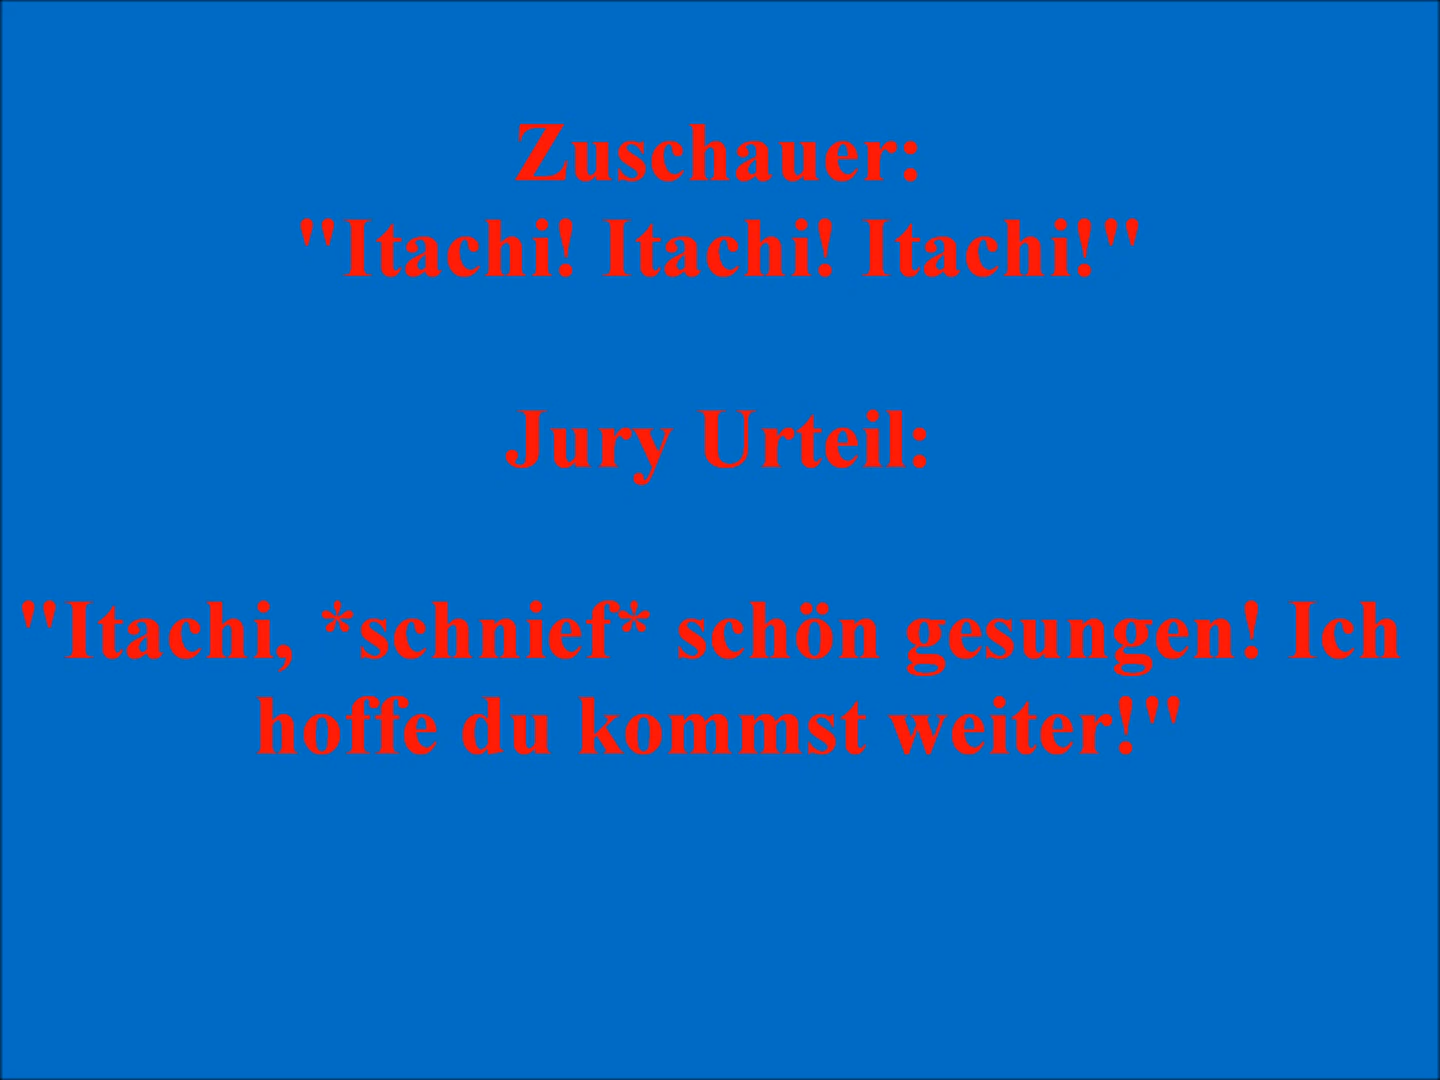 Zuschauer:
"Itachi! Itachi! Itachi!"
Jury Urteil:
"Itachi, *schnief* schön gesungen! Ich
hoffe du kommst weiter!"